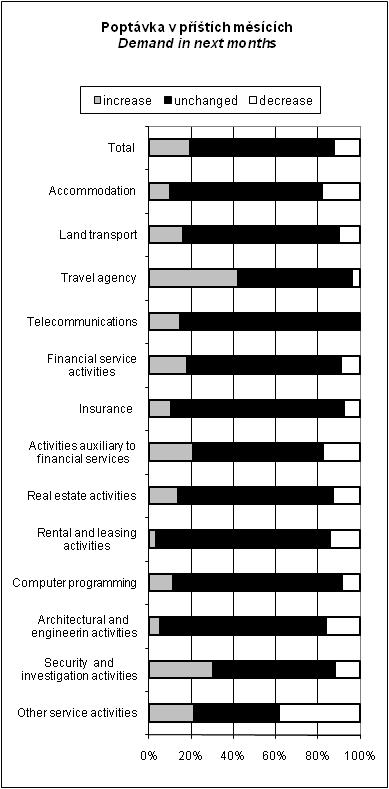 Poptávka v příštích měsících
Demand in next months
increase unchanged decrease
Total
Accommodation
Land transport
Travel agency
Telecommunications
Financial service
activities
Insurance
Activities auxiliary to
financial services
Real estate activities
Rental and leasing
activities
Computer programming
Architectural and
engineerin activities
Security and
investigation activities
Other service activities
0% 20% 40% 60% 80% 100%